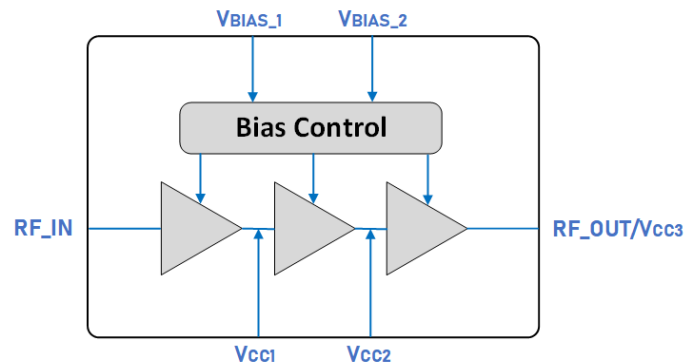 VBIAS_1 VBIAS_2
Bias Control
RF_IN
RF_OUT/VCC3
VCC1 VCC2